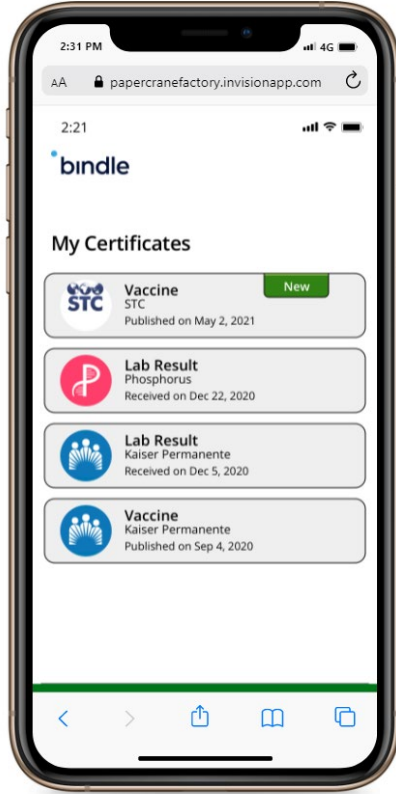 2:31 PM
4G
AA papercranefactory.invisionapp.com
2:21
bindle
My Certificates
New
STC
Vaccine
STC
Published on May 2, 2021
Lab Result
Phosphorus
Received on Dec 22, 2020
Lab Result
Kaiser Permanente
Received on Dec 5, 2020
Vaccine
Kaiser Permanente
Published on Sep 4, 2020